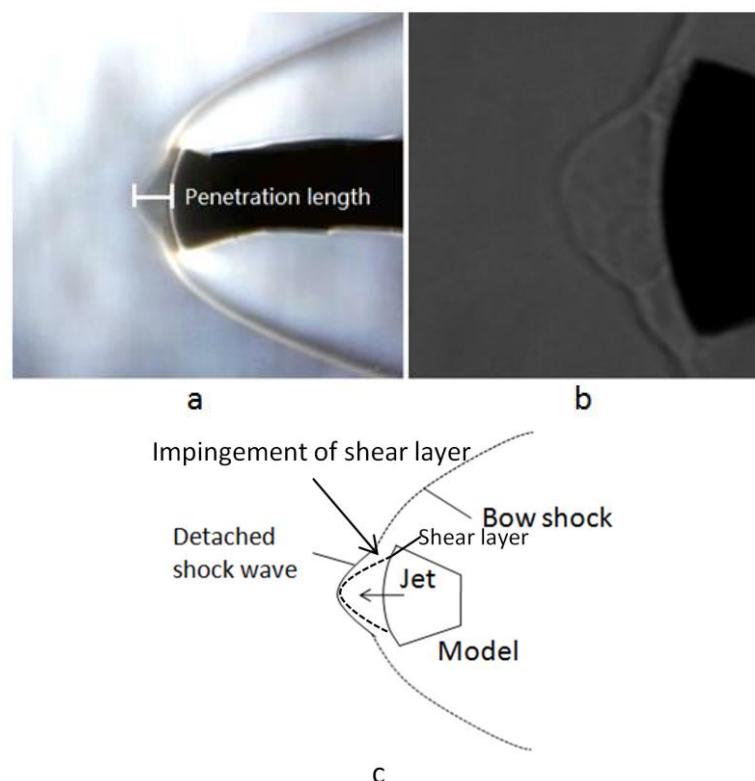 Penetration length
a
b
Impingement of shear layer
Bow shock
Shear layer
Detached
shock wave
Jet
Model
c